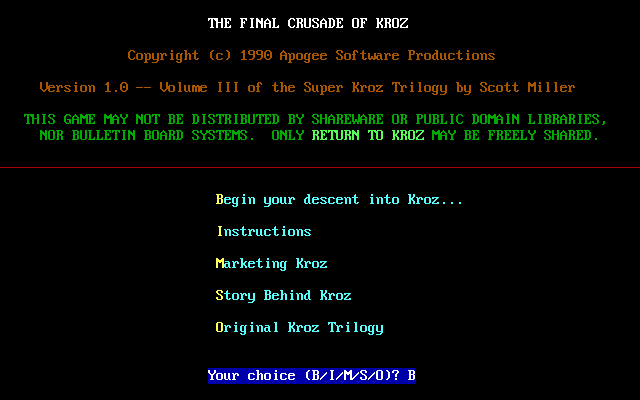 THE FINAL CRUSADE OF KROZ
Copyright (c) 1990 Apogee Software Productions
Version 1.0 -- Volume III of the Super Kroz Trilogy by Scott Miller
THIS GAME MAY NOT BE DISTRIBUTED BY SHAREWARE OR PUBLIC DOMAIN LIBRARIES,
NOR BULLETIN BOARD SYSTEMS.  ONLY RETURN TO KROZ MAY BE FREELY SHARED.
Begin your descent into Kroz...
Instructions
Marketing Kroz
Story Behind Kroz
Original Kroz Trilogy
Your choice (B/I/M/S/O)? B